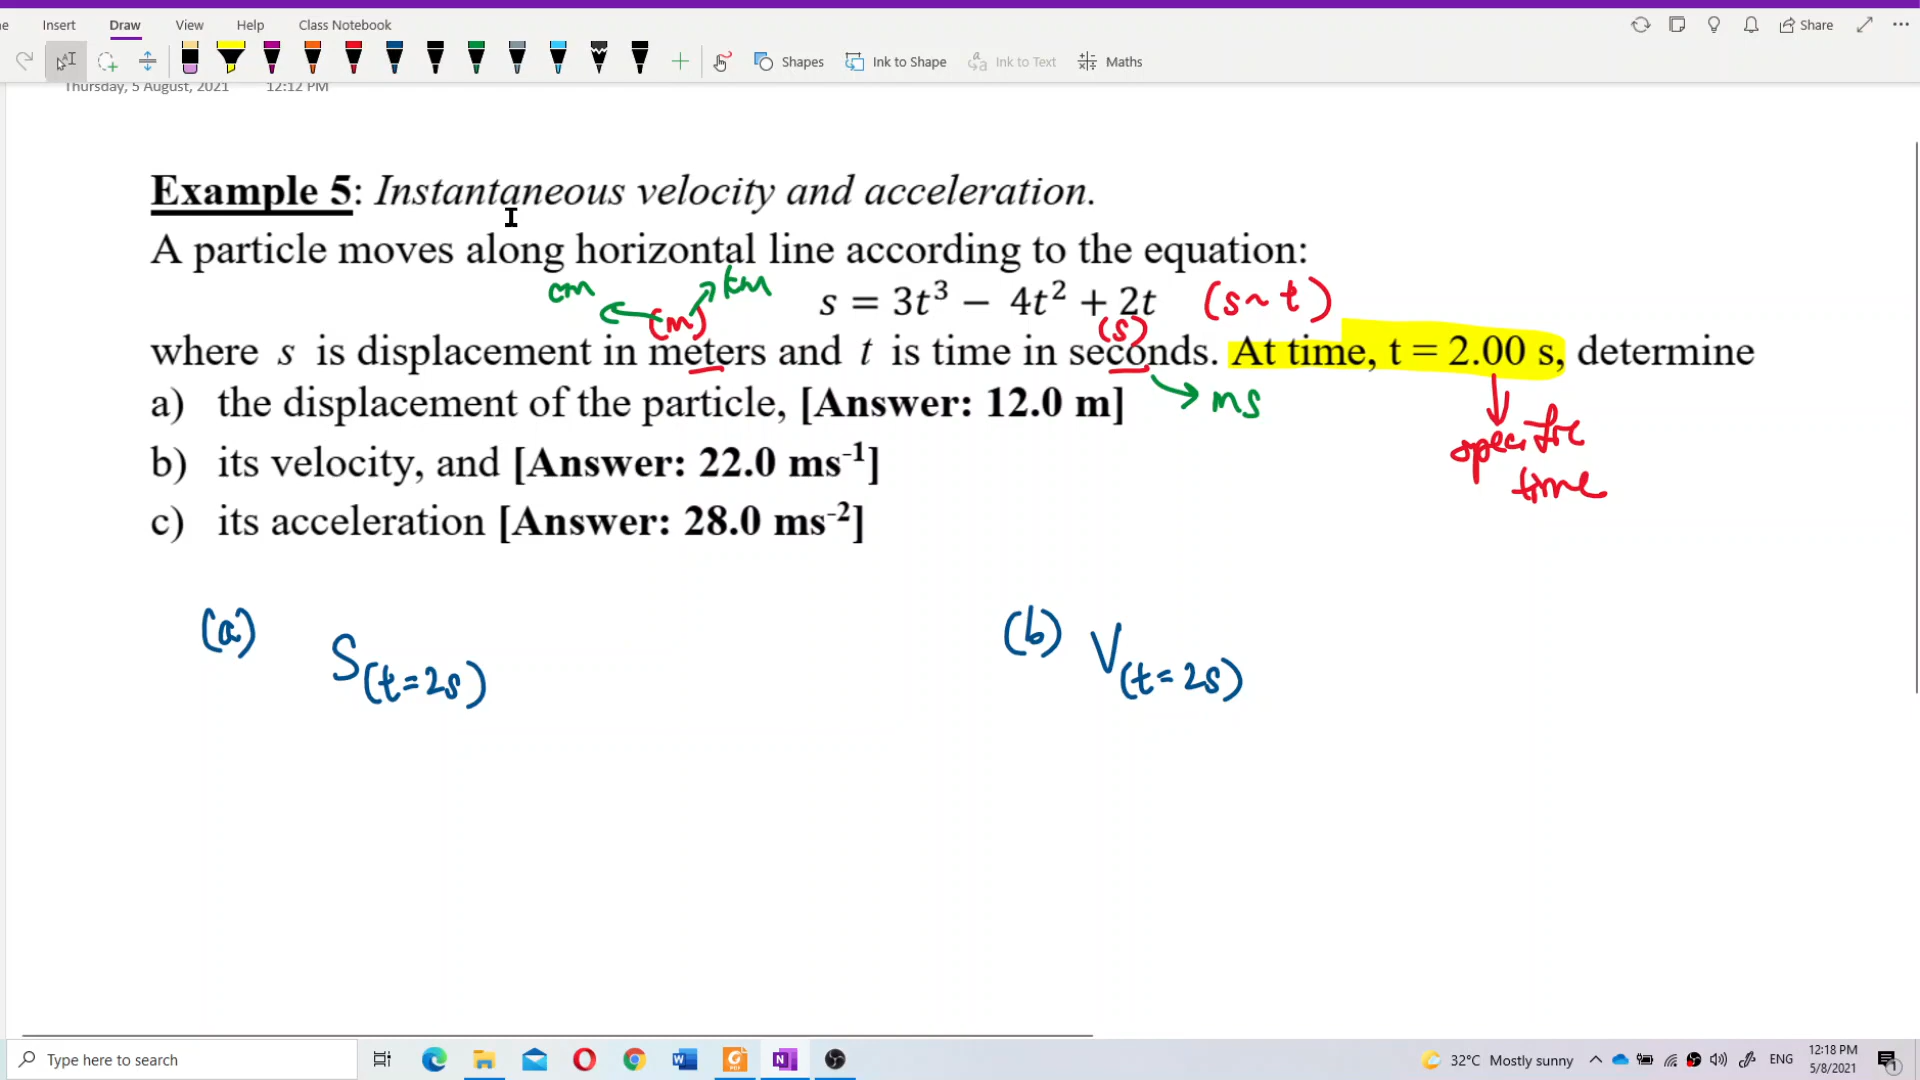 Insert Draw View Help Class Notebook Share
Shapes Ink to Shape Ink to Text Maths
Thursday, 5 August, 2021 12:12 PM
Example 5: Instantaneous velocity and acceleration.
A particle moves along horizontal line according to the equation:
cm km
s = 3t³ − 4t² + 2t (s ~ t)
(m) (s)
where s is displacement in meters and t is time in seconds. At time, t = 2.00 s, determine
a) the displacement of the particle, [Answer: 12.0 m]
ms
specific
b) its velocity, and [Answer: 22.0 ms⁻¹]
time
c) its acceleration [Answer: 28.0 ms⁻²]
(a) S(t=2s) (b) V(t=2s)
Type here to search 32°C Mostly sunny ENG 12:18 PM
5/8/2021 1